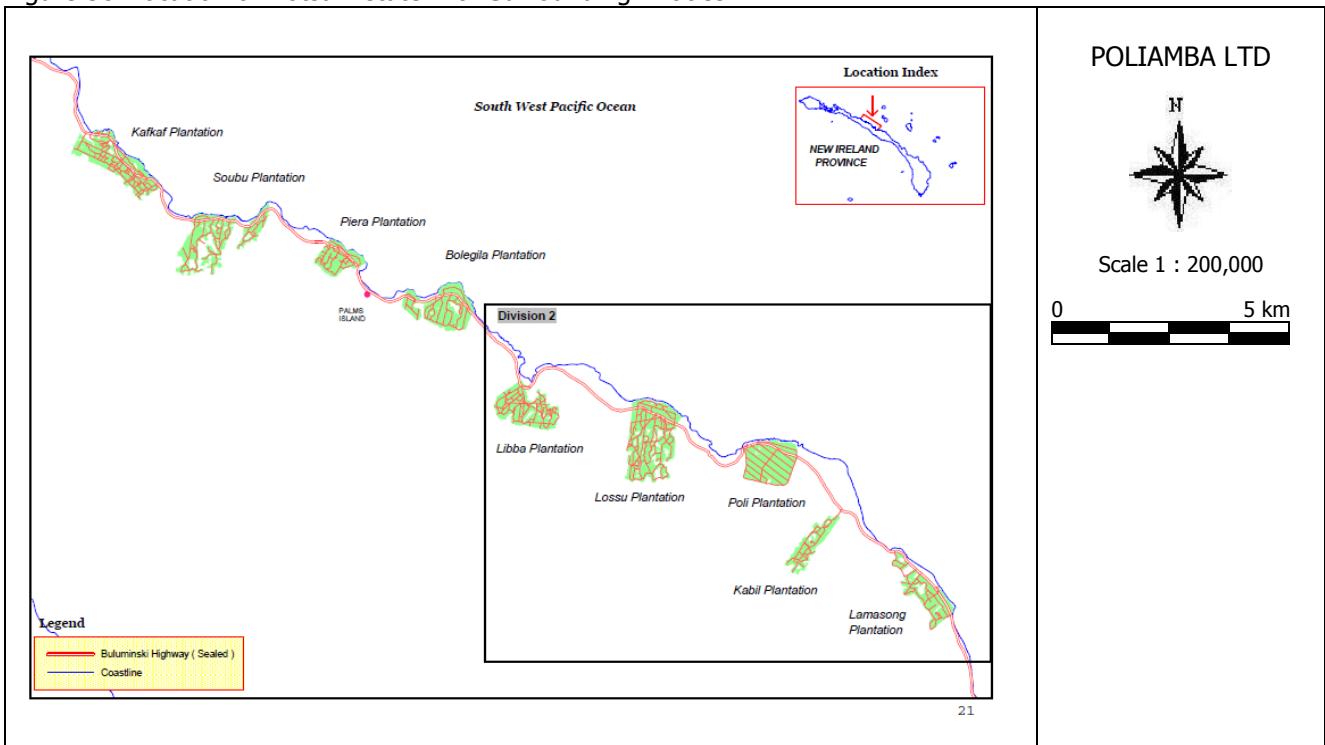 POLIAMBA LTD
N
Scale 1 : 200,000
0 5 km
Location Index
NEW IRELAND
PROVINCE
South West Pacific Ocean
Kafkaf Plantation
Soubu Plantation
Piera Plantation
Bolegila Plantation
PALMS
ISLAND
Division 2
Libba Plantation
Lossu Plantation
Poli Plantation
Kabil Plantation
Lamasong
Plantation
Legend
Buluminski Highway ( Sealed )
Coastline
21